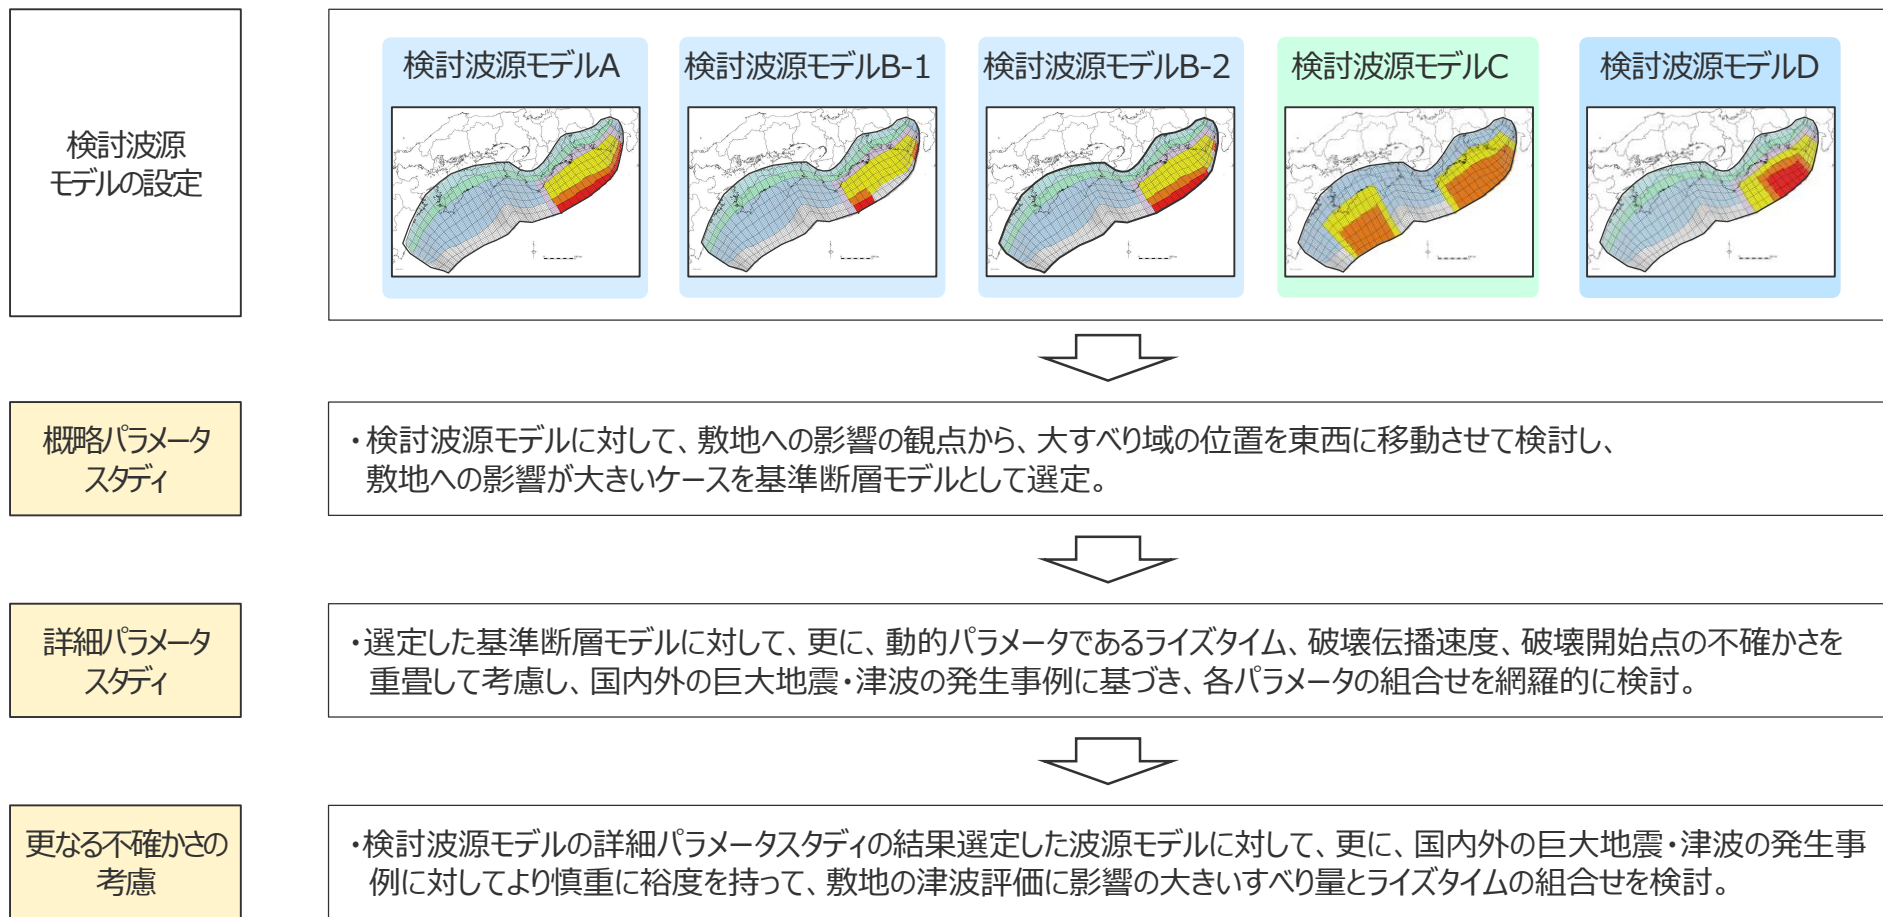 検討波源
モデルの設定
検討波源モデルA
検討波源モデルB-1
検討波源モデルB-2
検討波源モデルC
検討波源モデルD
概略パラメータ
スタディ
・検討波源モデルに対して、敷地への影響の観点から、大すべり域の位置を東西に移動させて検討し、
敷地への影響が大きいケースを基準断層モデルとして選定。
詳細パラメータ
スタディ
・選定した基準断層モデルに対して、更に、動的パラメータであるライズタイム、破壊伝播速度、破壊開始点の不確かさを
重畳して考慮し、国内外の巨大地震・津波の発生事例に基づき、各パラメータの組合せを網羅的に検討。
更なる不確かさの
考慮
・検討波源モデルの詳細パラメータスタディの結果選定した波源モデルに対して、更に、国内外の巨大地震・津波の発生事
例に対してより慎重に裕度を持って、敷地の津波評価に影響の大きいすべり量とライズタイムの組合せを検討。